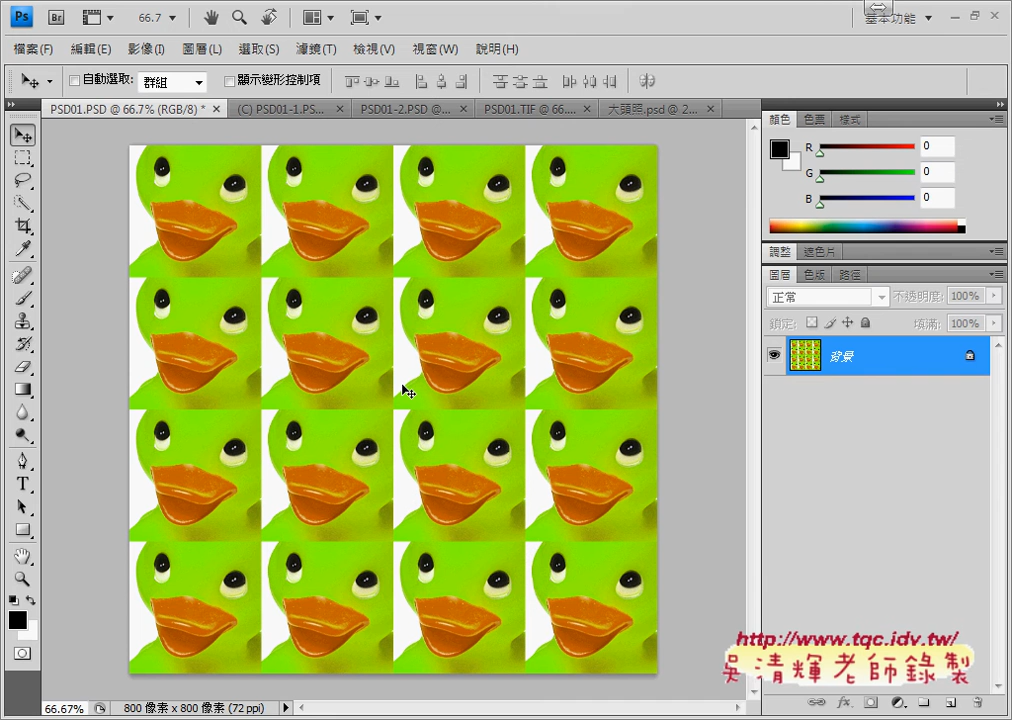 Ps Br 66.7 基本功能
檔案(F) 編輯(E) 影像(I) 圖層(L) 選取(S) 濾鏡(T) 檢視(V) 視窗(W) 說明(H)
自動選取: 群組 顯示變形控制項
PSD01.PSD @ 66.7% (RGB/8) * × (C) PSD01-1.PS... × PSD01-2.PSD @... × PSD01.TIF @ 66.... × 大頭照.psd @ 2... ×
顏色 色票 樣式
R 0
G 0
B 0
調整 遮色片
圖層 色版 路徑
正常 不透明度: 100%
鎖定: 填滿: 100%
背景
T
fx
http://www.tqc.idv.tw/
吳清輝老師錄製
66.67% 800 像素 x 800 像素 (72 ppi)